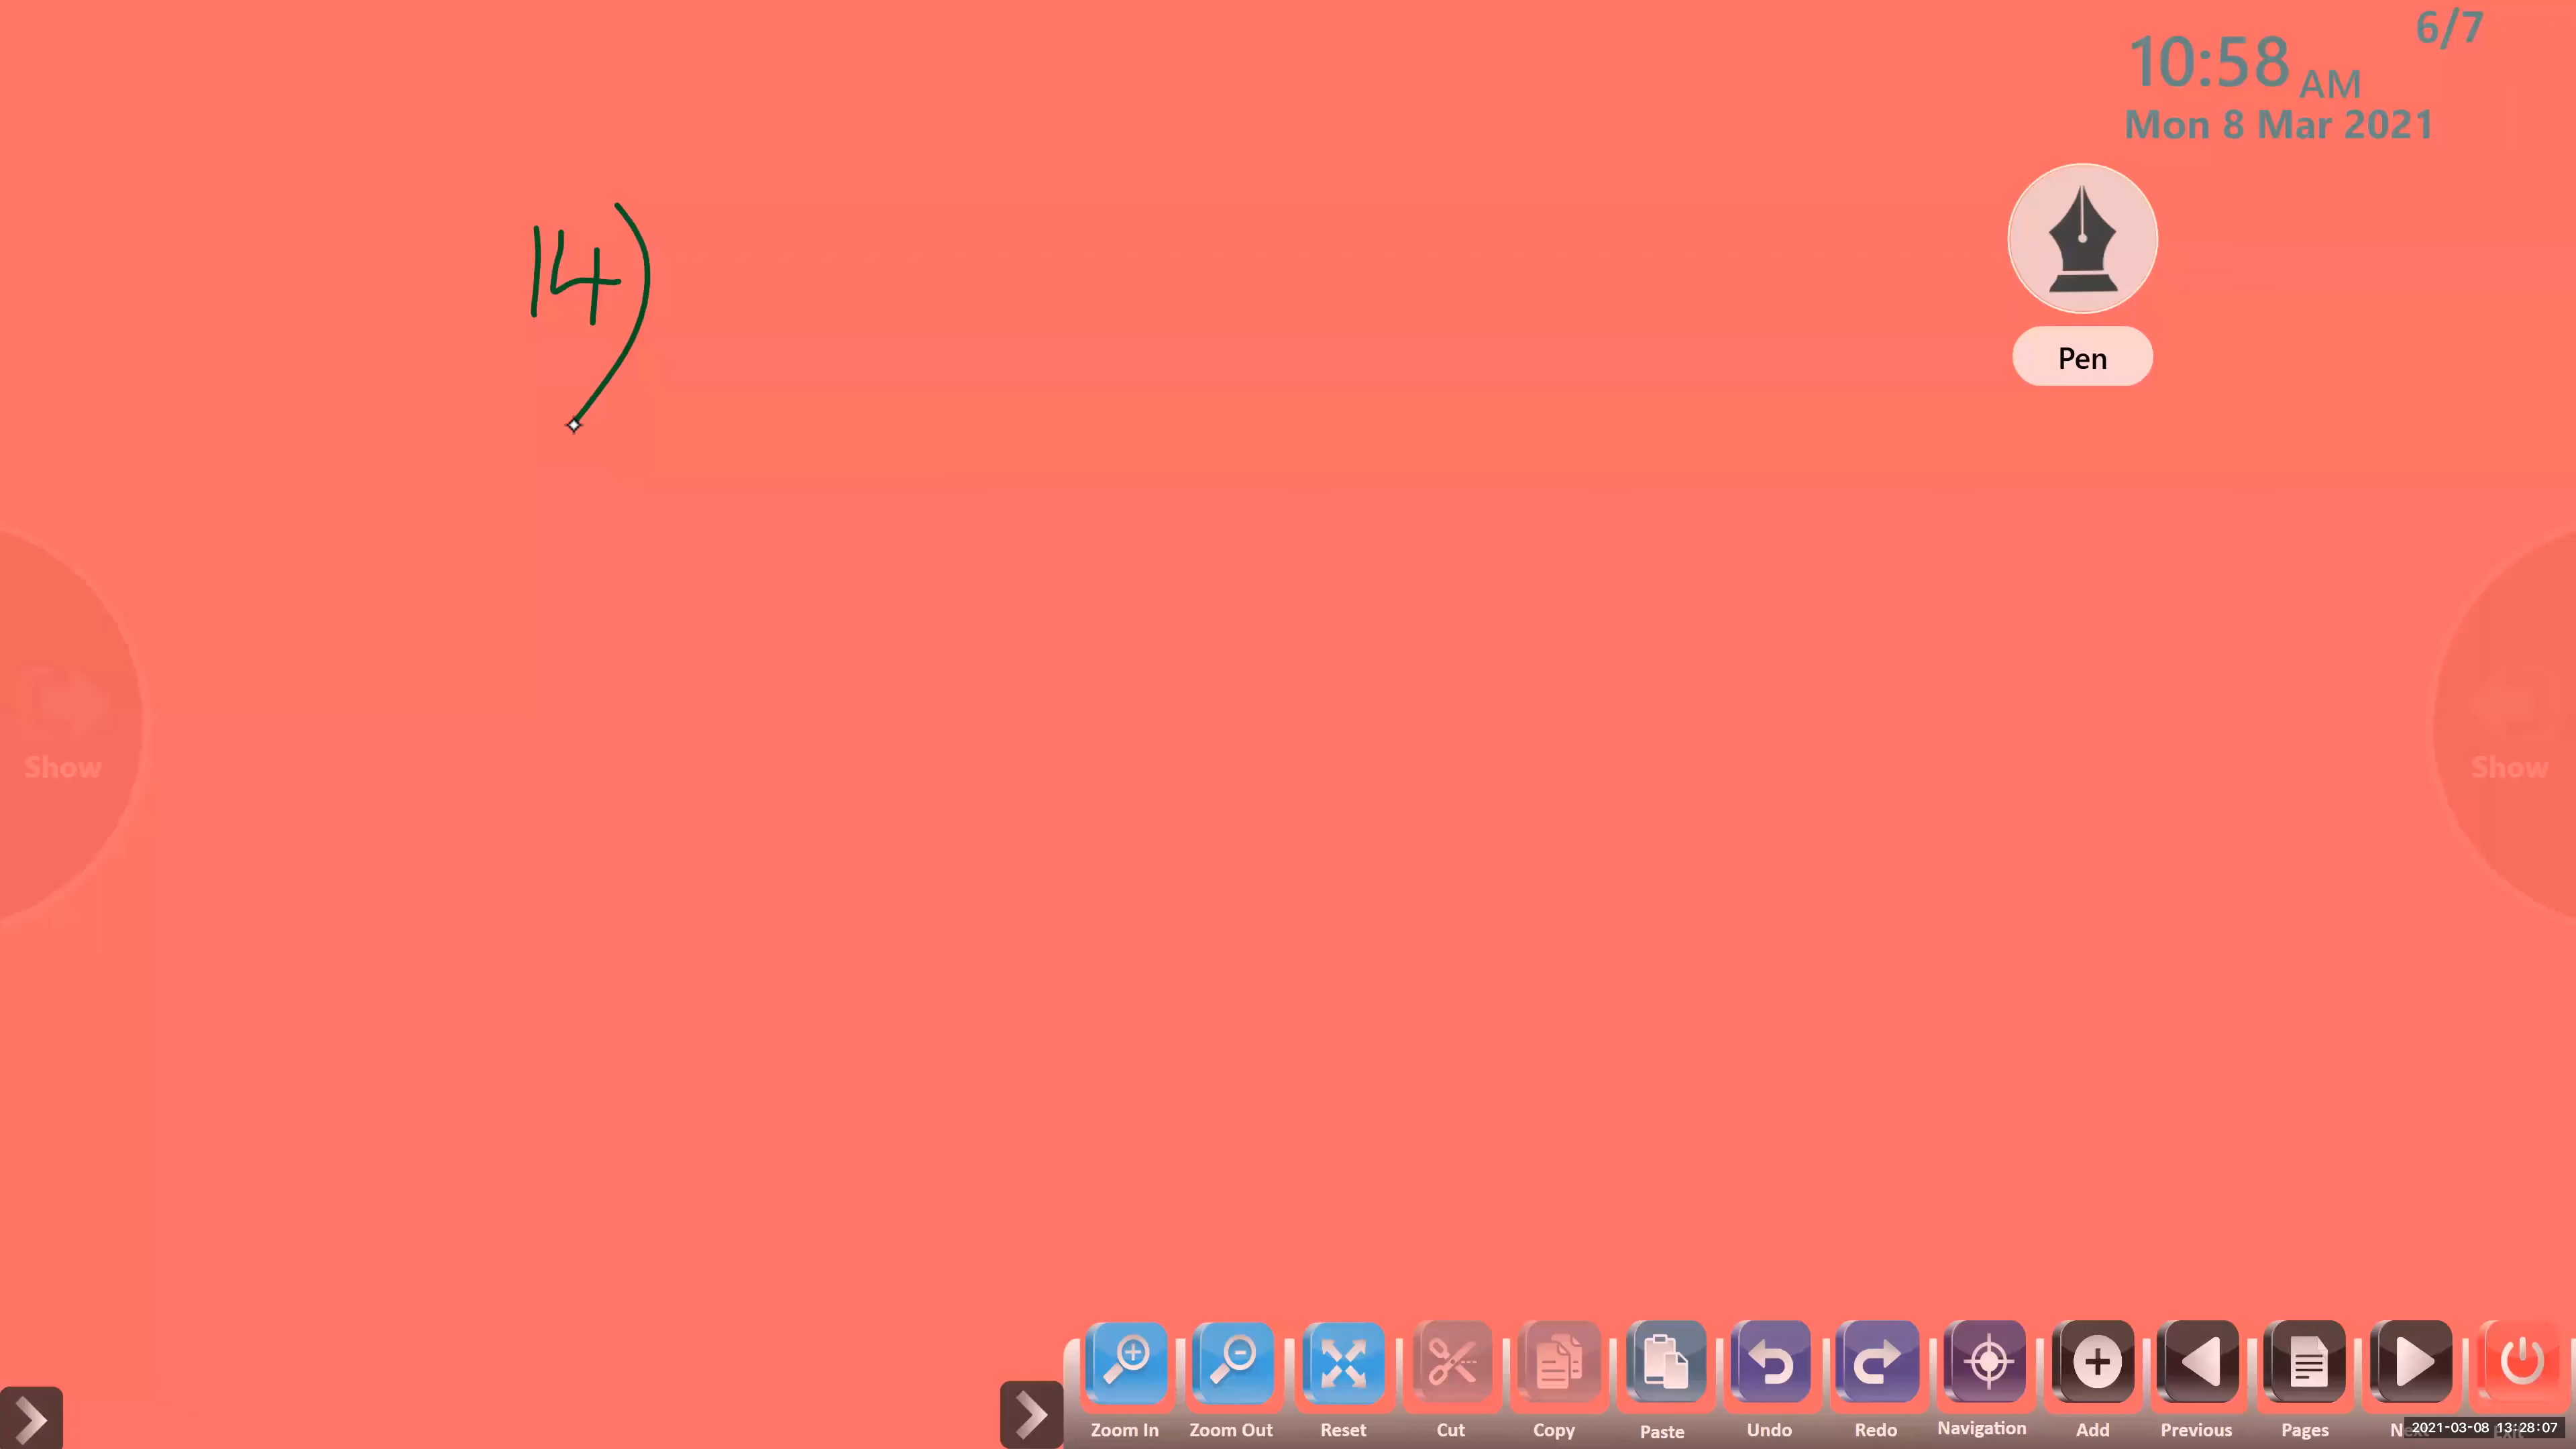 6/7
10:58 AM
Mon 8 Mar 2021
14)
Pen
Show
Show
Zoom In Zoom Out Reset Cut Copy Paste Undo Redo Navigation Add Previous Pages
2021-03-08 13:28:07